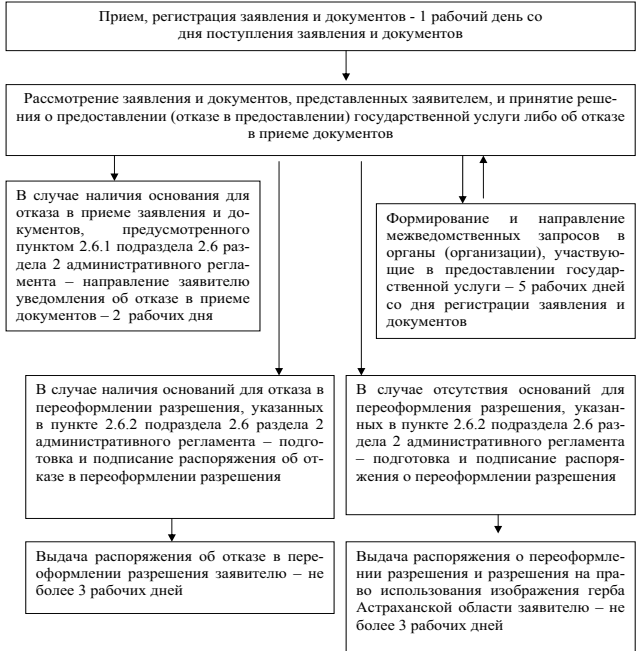 Прием, регистрация заявления и документов - 1 рабочий день со
дня поступления заявления и документов
Рассмотрение заявления и документов, представленных заявителем, и принятие реше-
ния о предоставлении (отказе в предоставлении) государственной услуги либо об отказе
в приеме документов
В случае наличия основания для
отказа в приеме заявления и до-
кументов, предусмотренного
пунктом 2.6.1 подраздела 2.6 раз-
дела 2 административного регла-
мента – направление заявителю
уведомления об отказе в приеме
документов – 2 рабочих дня
Формирование и направление
межведомственных запросов в
органы (организации), участвую-
щие в предоставлении государ-
ственной услуги – 5 рабочих дней
со дня регистрации заявления и
документов
В случае наличия оснований для отказа в
переоформлении разрешения, указанных
в пункте 2.6.2 подраздела 2.6 раздела 2
административного регламента – подго-
товка и подписание распоряжения об от-
казе в переоформлении разрешения
В случае отсутствия оснований для
переоформления разрешения, указан-
ных в пункте 2.6.2 подраздела 2.6 раз-
дела 2 административного регламента
– подготовка и подписание распоря-
жения о переоформлении разрешения
Выдача распоряжения об отказе в пере-
оформлении разрешения заявителю – не
более 3 рабочих дней
Выдача распоряжения о переоформле-
нии разрешения и разрешения на пра-
во использования изображения герба
Астраханской области заявителю – не
более 3 рабочих дней